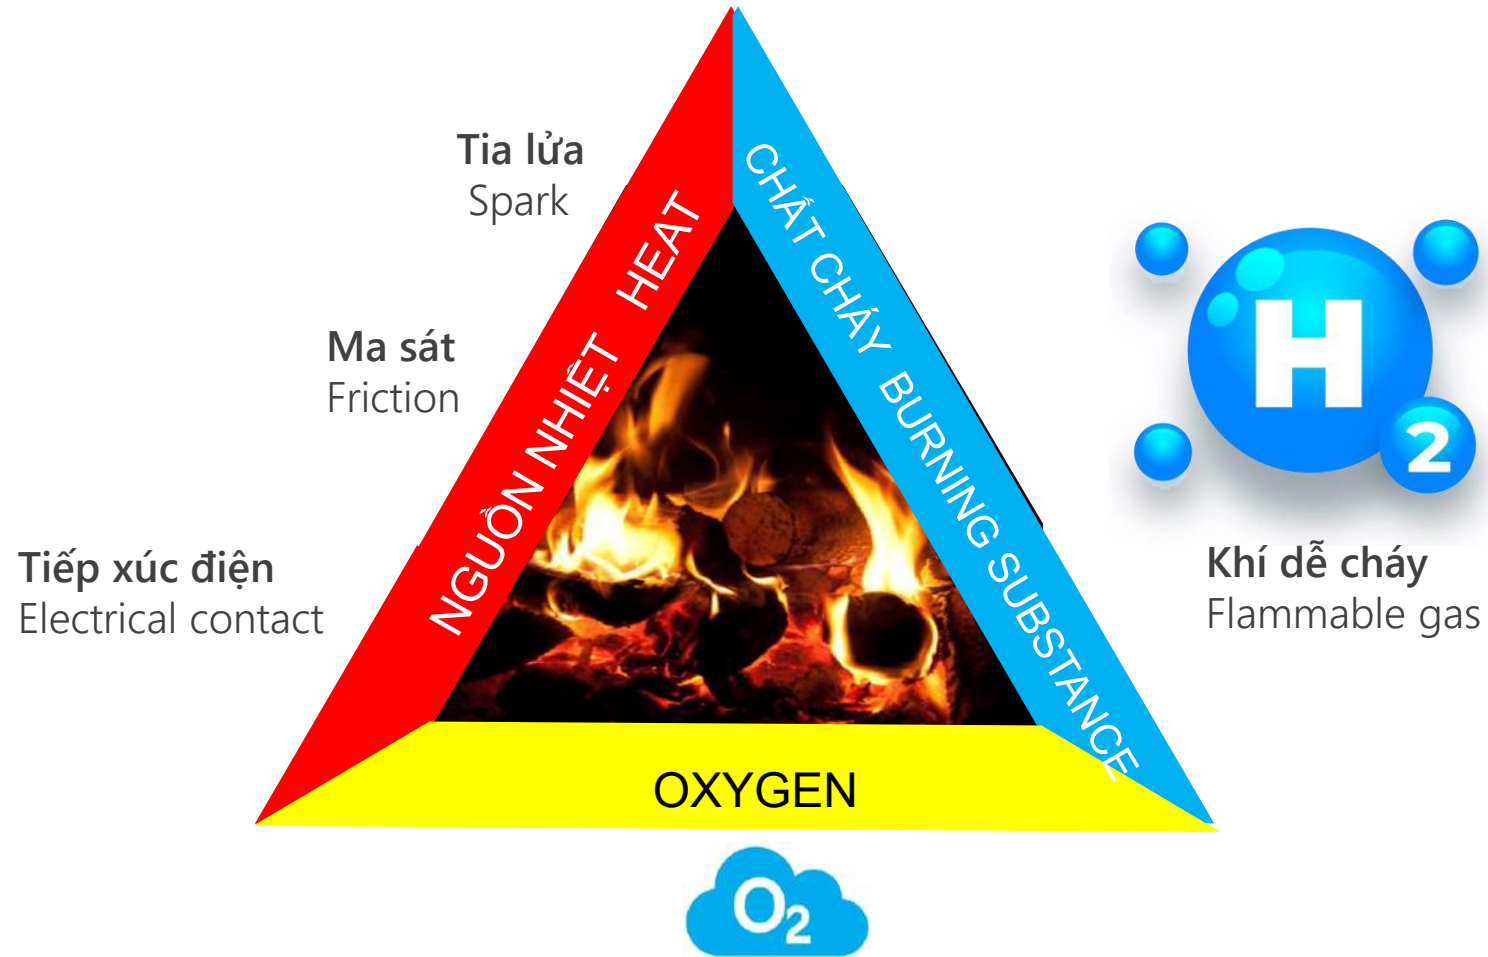 Tia lửa
Spark
Ma sát
Friction
Tiếp xúc điện
Electrical contact
NGUỒN NHIỆT HEAT
CHẤT CHÁY BURNING SUBSTANCE
OXYGEN
O2
H2
Khí dễ cháy
Flammable gas